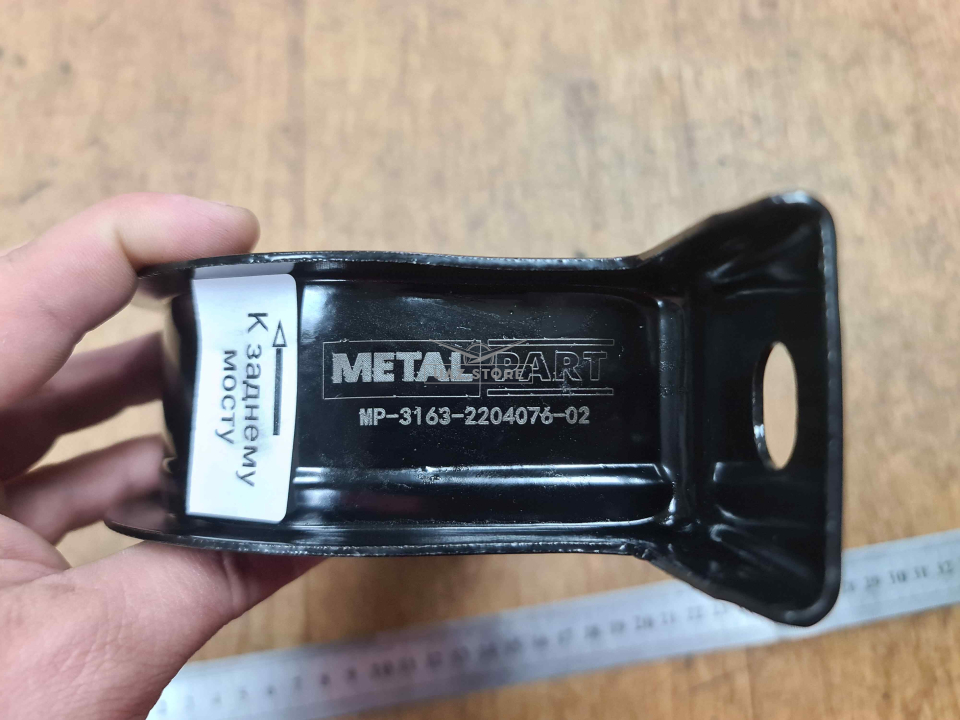 METAL PART
STORE
MP-3163-2204076-02
К заднему
мосту